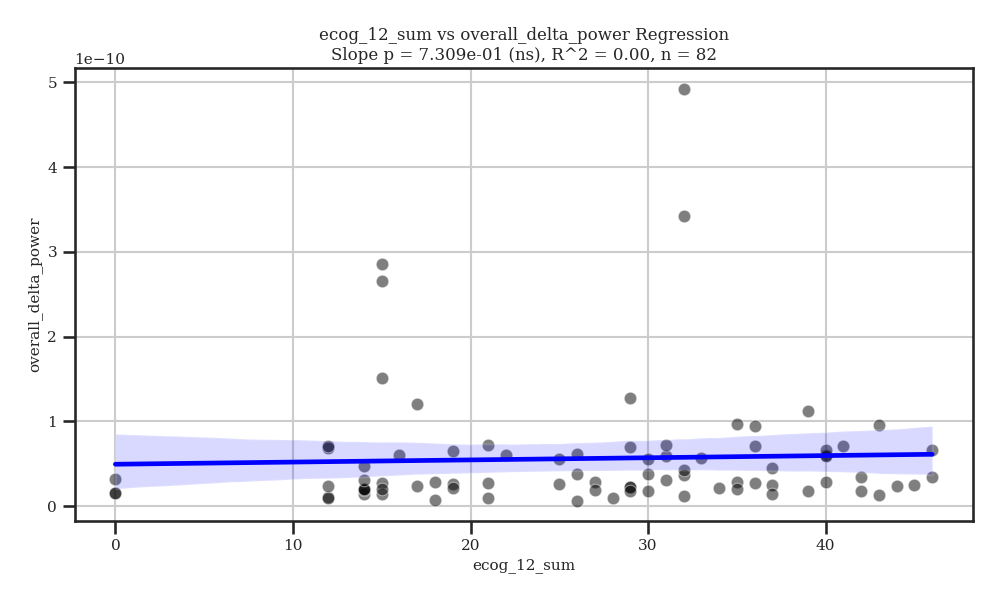 ecog_12_sum vs overall_delta_power Regression
Slope p = 7.309e-01 (ns), R^2 = 0.00, n = 82
1e−10
5
4
3
2
1
0
overall_delta_power
0 10 20 30 40
ecog_12_sum